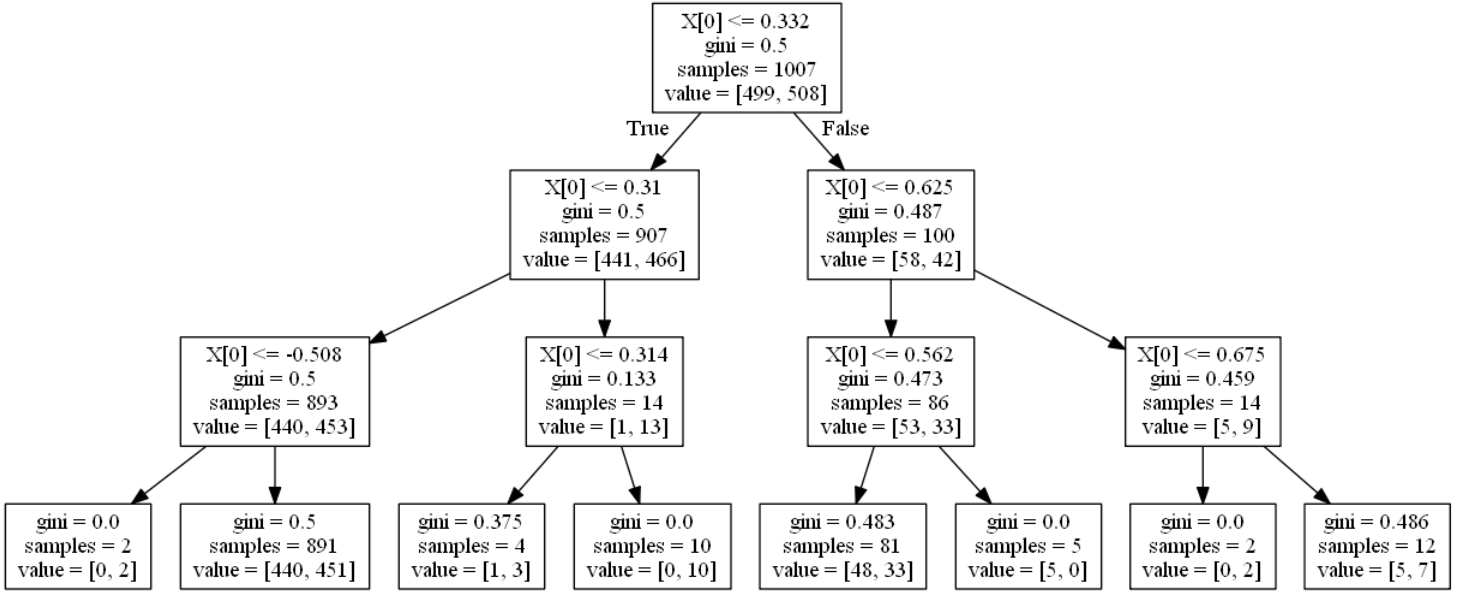 X[0] <= 0.332
gini = 0.5
samples = 1007
value = [499, 508]
True
False
X[0] <= 0.31
gini = 0.5
samples = 907
value = [441, 466]
X[0] <= 0.625
gini = 0.487
samples = 100
value = [58, 42]
X[0] <= -0.508
gini = 0.5
samples = 893
value = [440, 453]
X[0] <= 0.314
gini = 0.133
samples = 14
value = [1, 13]
X[0] <= 0.562
gini = 0.473
samples = 86
value = [53, 33]
X[0] <= 0.675
gini = 0.459
samples = 14
value = [5, 9]
gini = 0.0
samples = 2
value = [0, 2]
gini = 0.5
samples = 891
value = [440, 451]
gini = 0.375
samples = 4
value = [1, 3]
gini = 0.0
samples = 10
value = [0, 10]
gini = 0.483
samples = 81
value = [48, 33]
gini = 0.0
samples = 5
value = [5, 0]
gini = 0.0
samples = 2
value = [0, 2]
gini = 0.486
samples = 12
value = [5, 7]